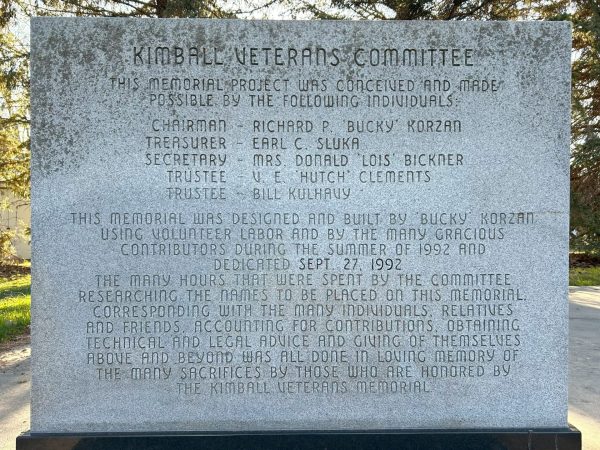 KIMBALL VETERANS COMMITTEE
THIS MEMORIAL PROJECT WAS CONCEIVED AND MADE
POSSIBLE BY THE FOLLOWING INDIVIDUALS:
CHAIRMAN - RICHARD P. 'BUCKY' KORZAN
TREASURER - EARL C. SLUKA
SECRETARY - MRS. DONALD 'LOIS' BICKNER
TRUSTEE - V. E. 'HUTCH' CLEMENTS
TRUSTEE - BILL KULHAVY
THIS MEMORIAL WAS DESIGNED AND BUILT BY 'BUCKY' KORZAN
USING VOLUNTEER LABOR AND BY THE MANY GRACIOUS
CONTRIBUTORS DURING THE SUMMER OF 1992 AND
DEDICATED SEPT. 27, 1992
THE MANY HOURS THAT WERE SPENT BY THE COMMITTEE
RESEARCHING THE NAMES TO BE PLACED ON THIS MEMORIAL,
CORRESPONDING WITH THE MANY INDIVIDUALS, RELATIVES
AND FRIENDS, ACCOUNTING FOR CONTRIBUTIONS, OBTAINING
TECHNICAL AND LEGAL ADVICE AND GIVING OF THEMSELVES
ABOVE AND BEYOND WAS ALL DONE IN LOVING MEMORY OF
THE MANY SACRIFICES BY THOSE WHO ARE HONORED BY
THE KIMBALL VETERANS MEMORIAL.